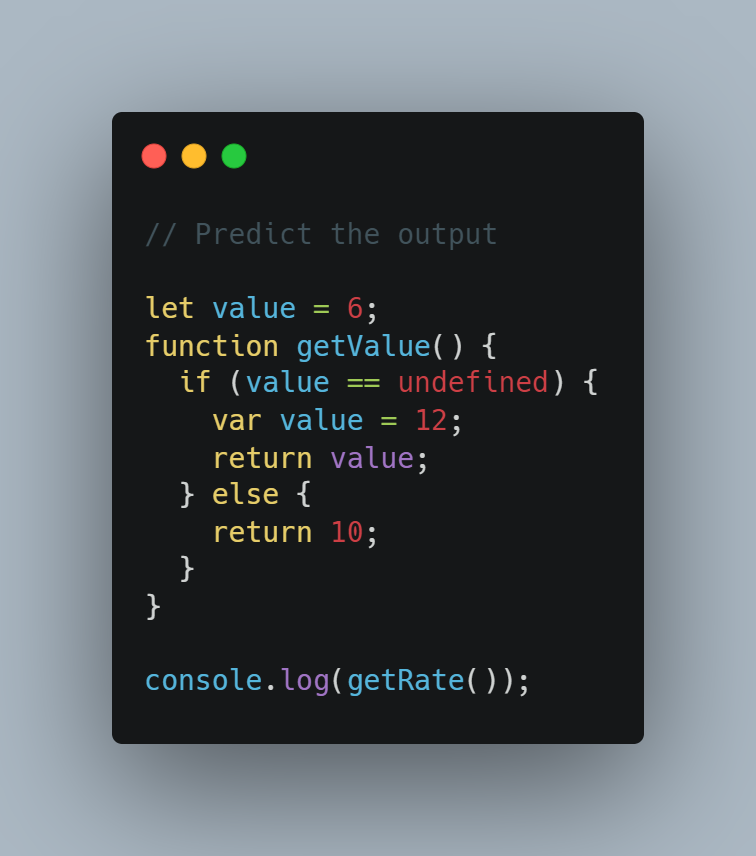 // Predict the output
let value = 6;
function getValue() {
  if (value == undefined) {
    var value = 12;
    return value;
  } else {
    return 10;
  }
}
console.log(getRate());